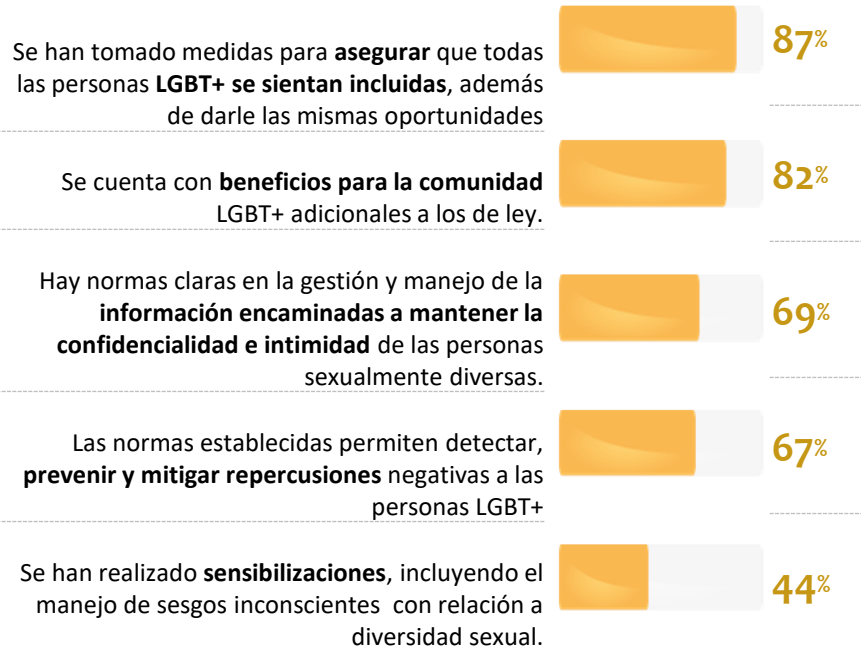 Se han tomado medidas para asegurar que todas
las personas LGBT+ se sientan incluidas, además
de darle las mismas oportunidades
87%
Se cuenta con beneficios para la comunidad
LGBT+ adicionales a los de ley.
82%
Hay normas claras en la gestión y manejo de la
información encaminadas a mantener la
confidencialidad e intimidad de las personas
sexualmente diversas.
69%
Las normas establecidas permiten detectar,
prevenir y mitigar repercusiones negativas a las
personas LGBT+
67%
Se han realizado sensibilizaciones, incluyendo el
manejo de sesgos inconscientes  con relación a
diversidad sexual.
44%